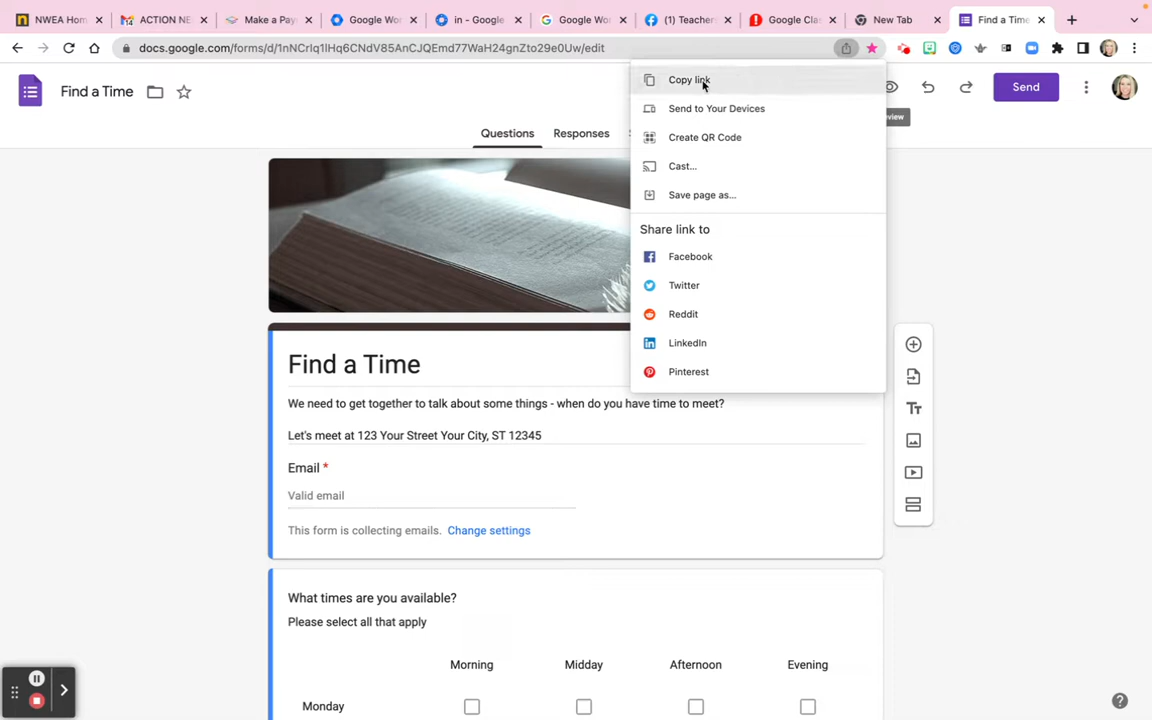 NWEA Hom
ACTION NE
Make a Pay
Google Wo
in - Google
Google Wo
(1) Teacher
Google Cla
New Tab
Find a Time
docs.google.com/forms/d/1nNCrIq1IHq6CNdV85AnCJQEmd77WaH24gnZto29e0Uw/edit
Find a Time
Send
Copy link
Send to Your Devices
Create QR Code
Cast...
Save page as...
Share link to
Facebook
Twitter
Reddit
LinkedIn
Pinterest
Questions
Responses
Find a Time
We need to get together to talk about some things - when do you have time to meet?
Let's meet at 123 Your Street Your City, ST 12345
Email *
Valid email
This form is collecting emails. Change settings
What times are you available?
Please select all that apply
Morning Midday Afternoon Evening
Monday